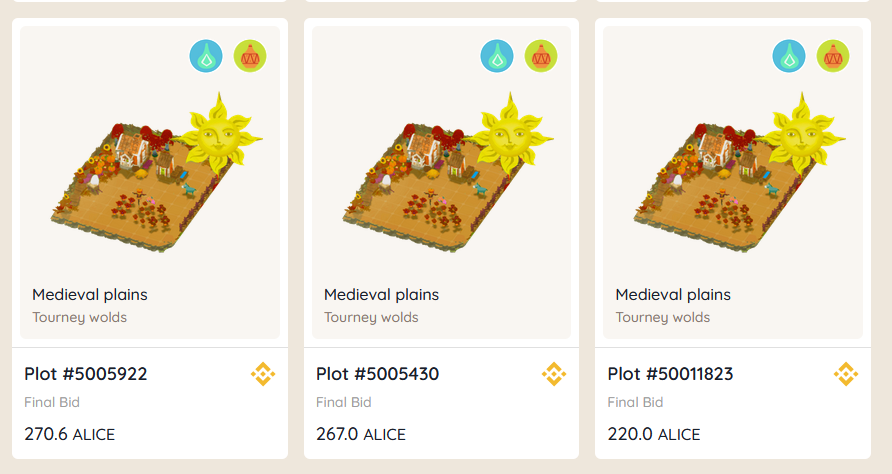 Medieval plains
Tourney wolds
Plot #5005922
Final Bid
270.6 ALICE
Medieval plains
Tourney wolds
Plot #5005430
Final Bid
267.0 ALICE
Medieval plains
Tourney wolds
Plot #50011823
Final Bid
220.0 ALICE